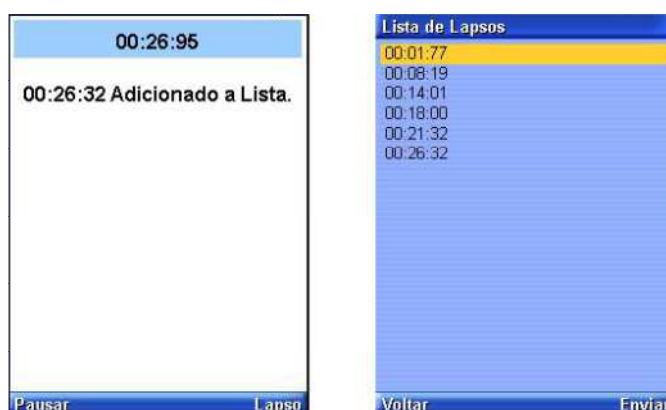 00:26:95
00:26:32 Adicionado a Lista.
Pausar Lapso
Lista de Lapsos
00:01:77
00:08:19
00:14:01
00:18:00
00:21:32
00:26:32
Voltar Enviar